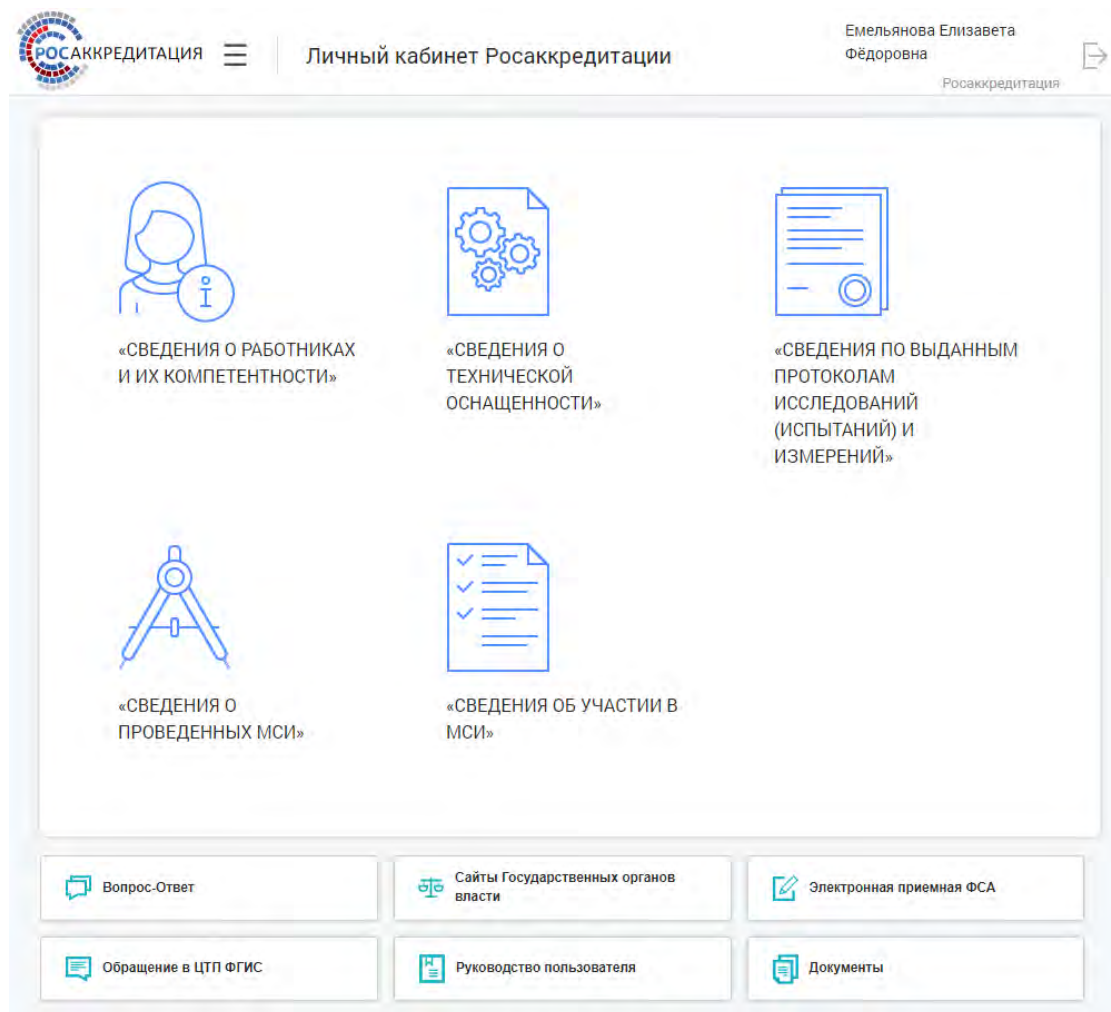 РОСАККРЕДИТАЦИЯ
Личный кабинет Росаккредитации
Емельянова Елизавета
Фёдоровна
Росаккредитация
i
«СВЕДЕНИЯ О РАБОТНИКАХ
И ИХ КОМПЕТЕНТНОСТИ»
«СВЕДЕНИЯ О
ТЕХНИЧЕСКОЙ
ОСНАЩЕННОСТИ»
«СВЕДЕНИЯ ПО ВЫДАННЫМ
ПРОТОКОЛАМ
ИССЛЕДОВАНИЙ
(ИСПЫТАНИЙ) И
ИЗМЕРЕНИЙ»
«СВЕДЕНИЯ О
ПРОВЕДЕННЫХ МСИ»
«СВЕДЕНИЯ ОБ УЧАСТИИ В
МСИ»
Вопрос-Ответ
Сайты Государственных органов
власти
Электронная приемная ФСА
Обращение в ЦТП ФГИС
Руководство пользователя
Документы